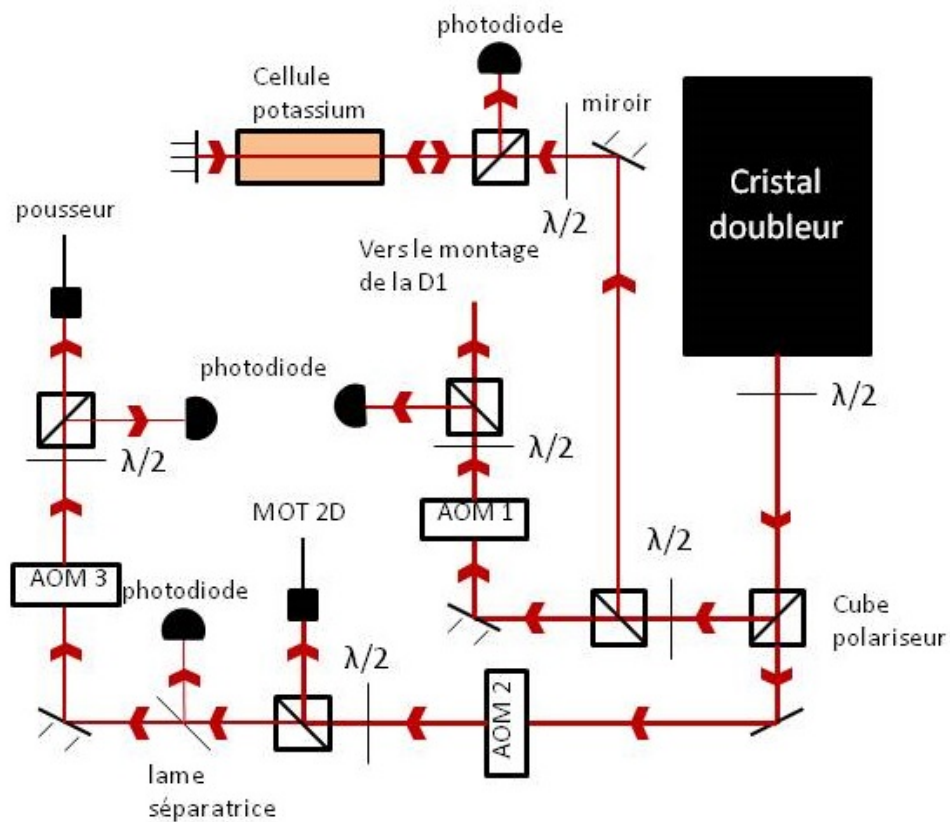 photodiode
Cellule
potassium
miroir
λ/2
Cristal
doubleur
pousseur
Vers le montage
de la D1
photodiode
λ/2
λ/2
λ/2
MOT 2D
AOM 1
λ/2
AOM 3
photodiode
Cube
polariseur
λ/2
AOM 2
lame
séparatrice